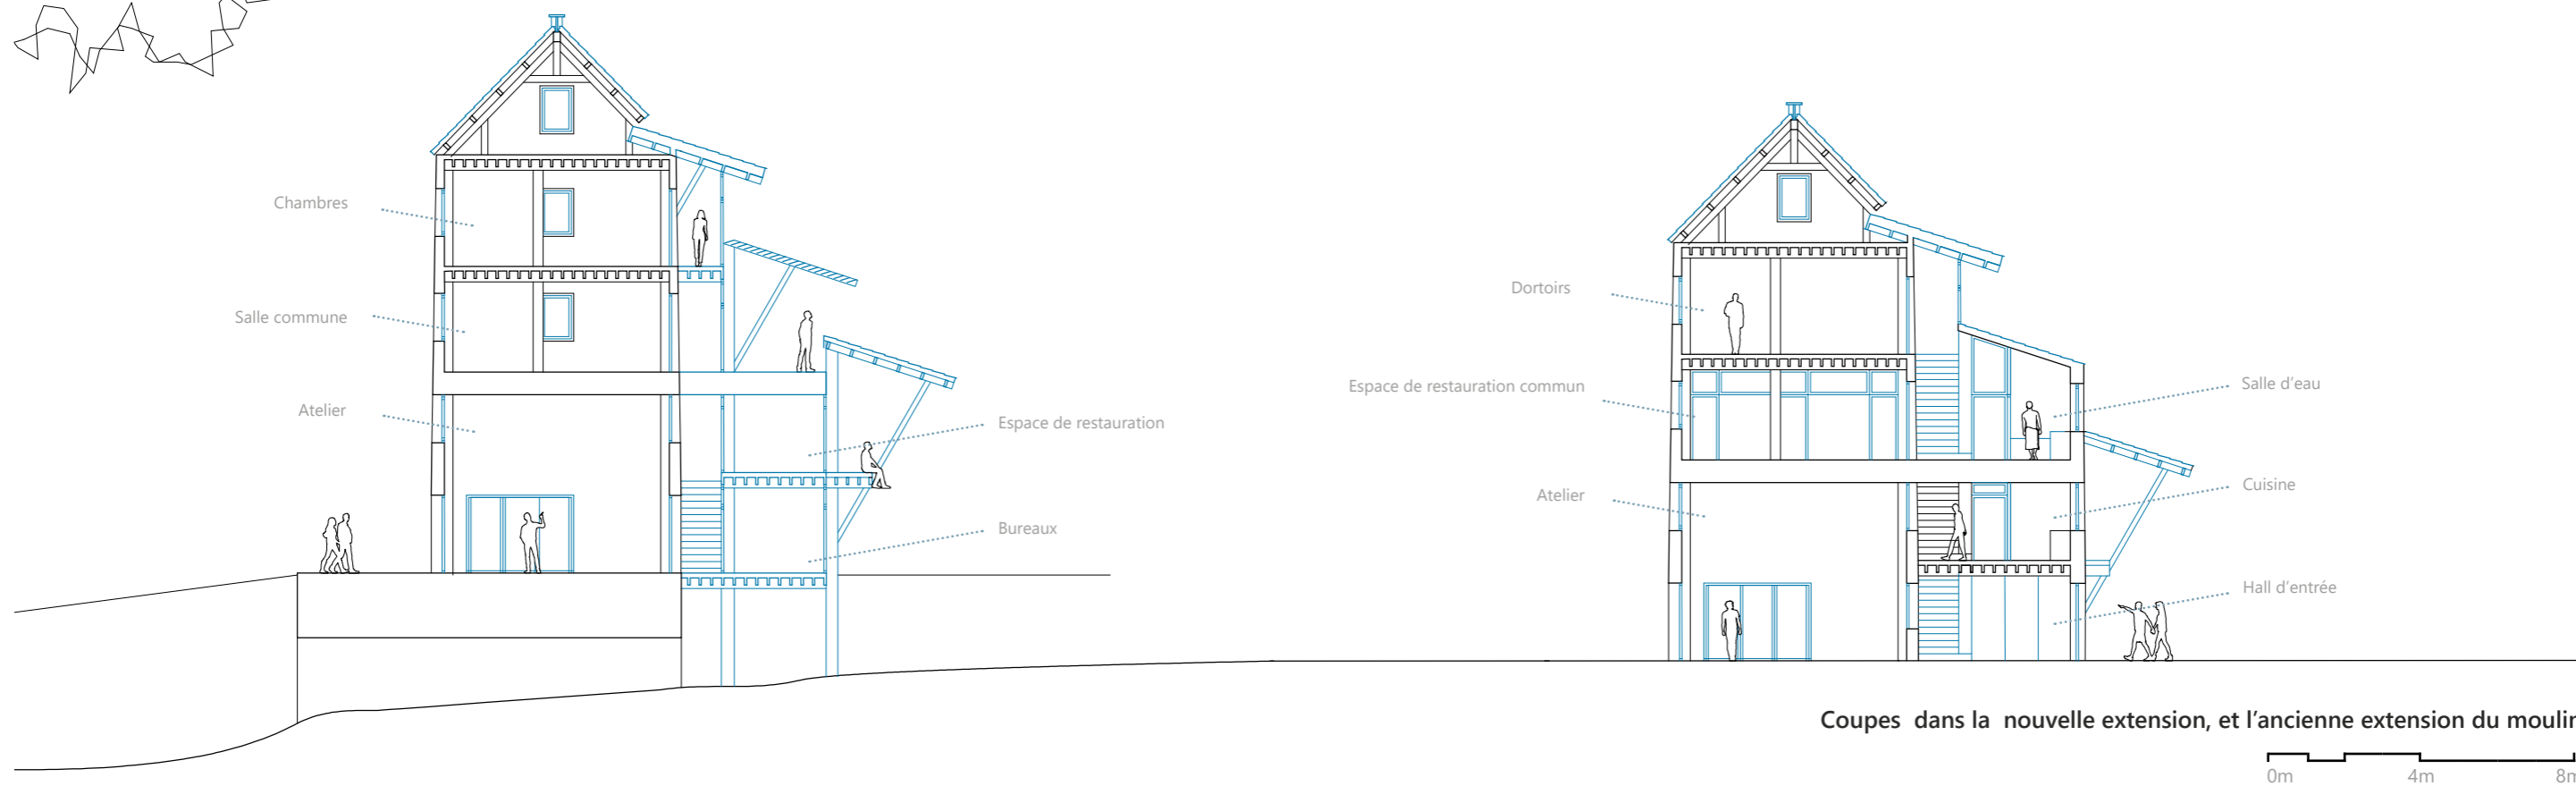 Chambres
Salle commune
Atelier
Espace de restauration
Bureaux
Dortoirs
Espace de restauration commun
Atelier
Salle d'eau
Cuisine
Hall d'entrée
Coupes dans la nouvelle extension, et l'ancienne extension du moulin
0m 4m 8m